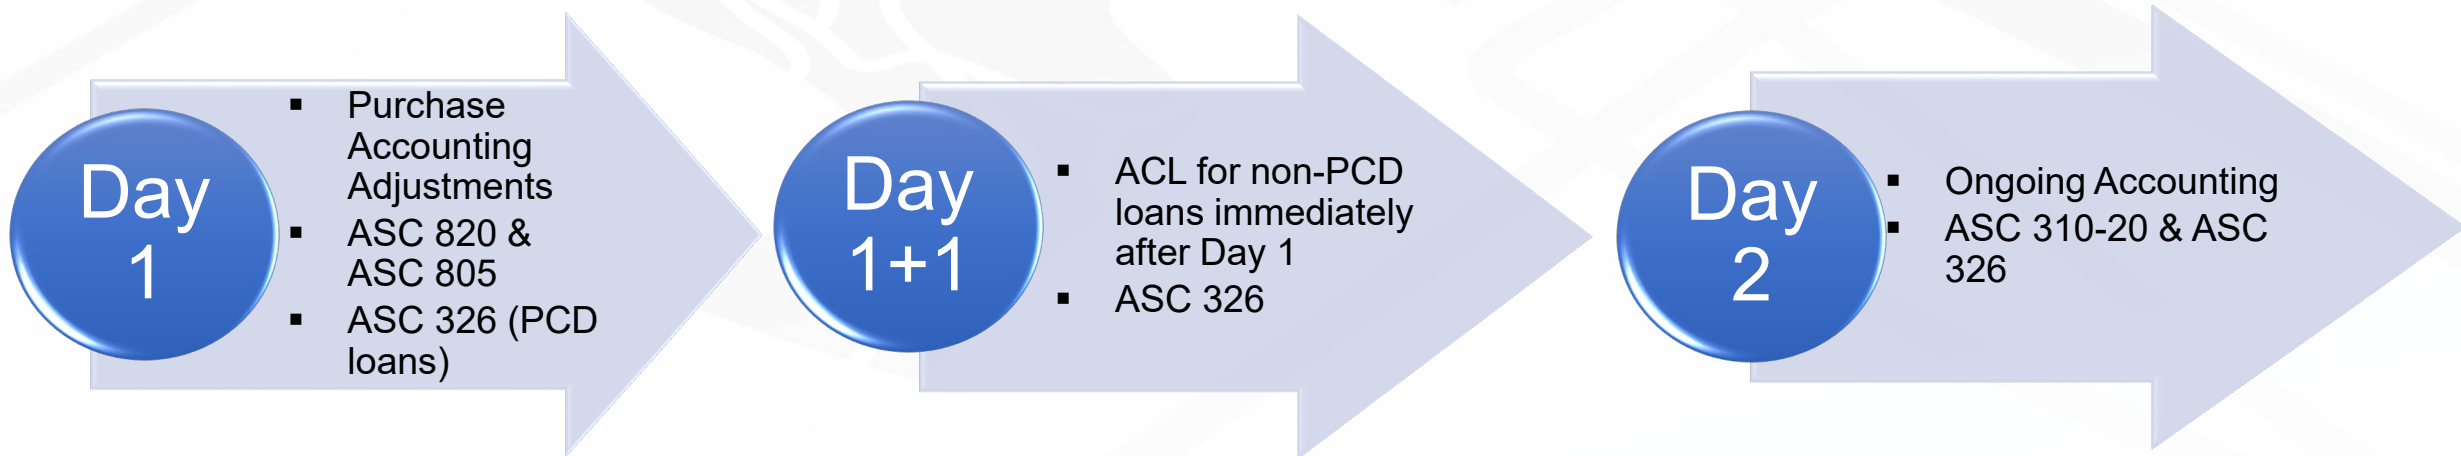 Day
1
▪ Purchase
Accounting
Adjustments
▪ ASC 820 &
ASC 805
▪ ASC 326 (PCD
loans)
Day
1+1
▪ ACL for non-PCD
loans immediately
after Day 1
▪ ASC 326
Day
2
▪ Ongoing Accounting
▪ ASC 310-20 & ASC
326